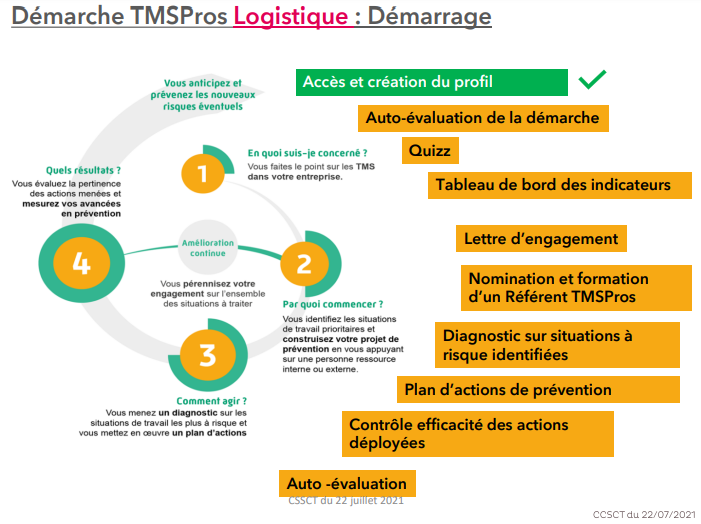 Démarche TMSPros Logistique : Démarrage
Vous anticipez et
prévenez les nouveaux
risques éventuels
Accès et création du profil
Auto-évaluation de la démarche
Quizz
Tableau de bord des indicateurs
Lettre d'engagement
Nomination et formation
d'un Référent TMSPros
Diagnostic sur situations à
risque identifiées
Plan d'actions de prévention
Contrôle efficacité des actions
déployées
Auto -évaluation
1
En quoi suis-je concerné ?
Vous faites le point sur les TMS
dans votre entreprise.
2
Par quoi commencer ?
Vous identifiez les situations
de travail prioritaires et
construisez votre projet de
prévention en vous appuyant
sur une personne ressource
interne ou externe.
3
Comment agir ?
Vous menez un diagnostic sur les
situations de travail les plus à risque et
vous mettez en œuvre un plan d'actions
4
Quels résultats ?
Vous évaluez la pertinence
des actions menées et
mesurez vos avancées
en prévention
Amélioration
continue
Vous pérennisez votre
engagement sur l'ensemble
des situations à traiter
CSSCT du 22 juillet 2021
CCSCT du 22/07/2021